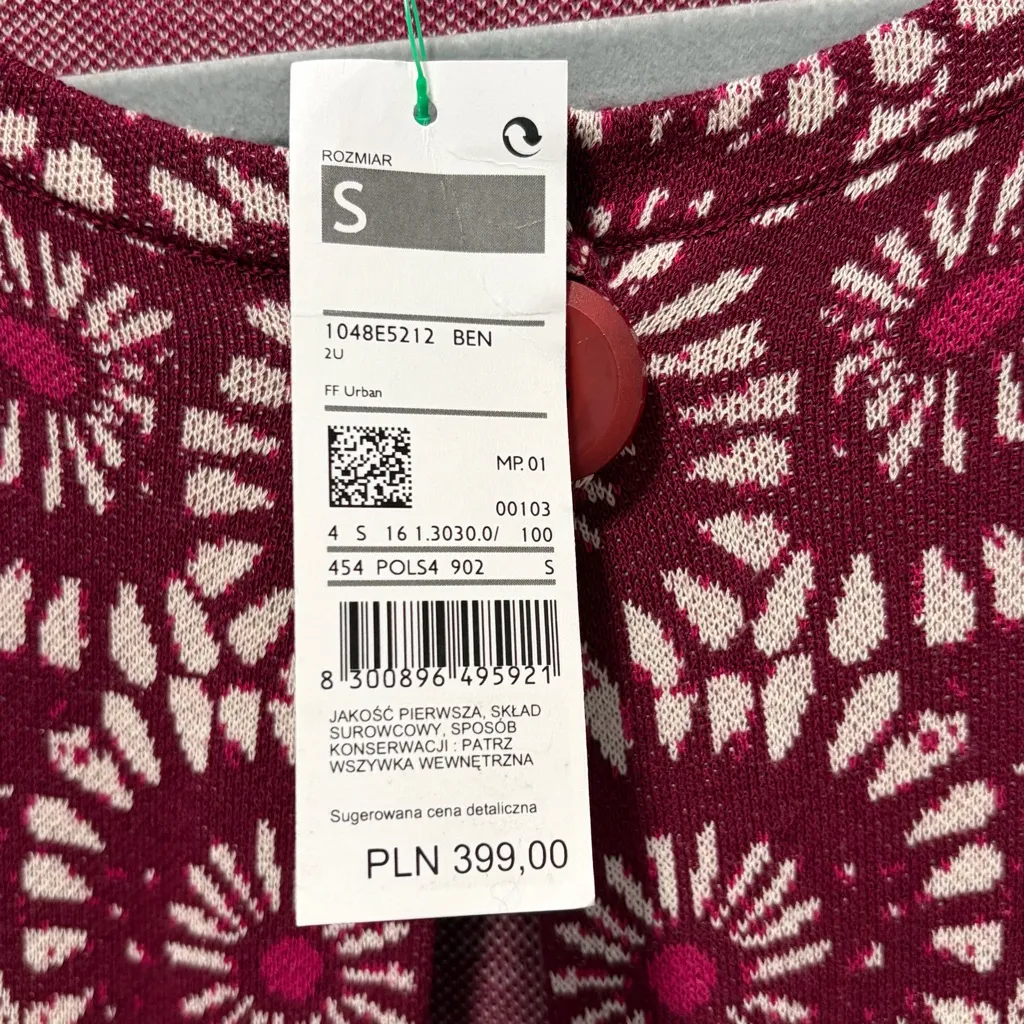 ROZMIAR
S
1048E5212 BEN
2U
FF Urban
MP. 01
00103
4 S 16 1.3030.0/ 100
454 POLS4 902 S
8 300896 495921
JAKOŚĆ PIERWSZA, SKŁAD
SUROWCOWY, SPOSÓB
KONSERWACJI : PATRZ
WSZYWKA WEWNĘTRZNA
Sugerowana cena detaliczna
PLN 399,00